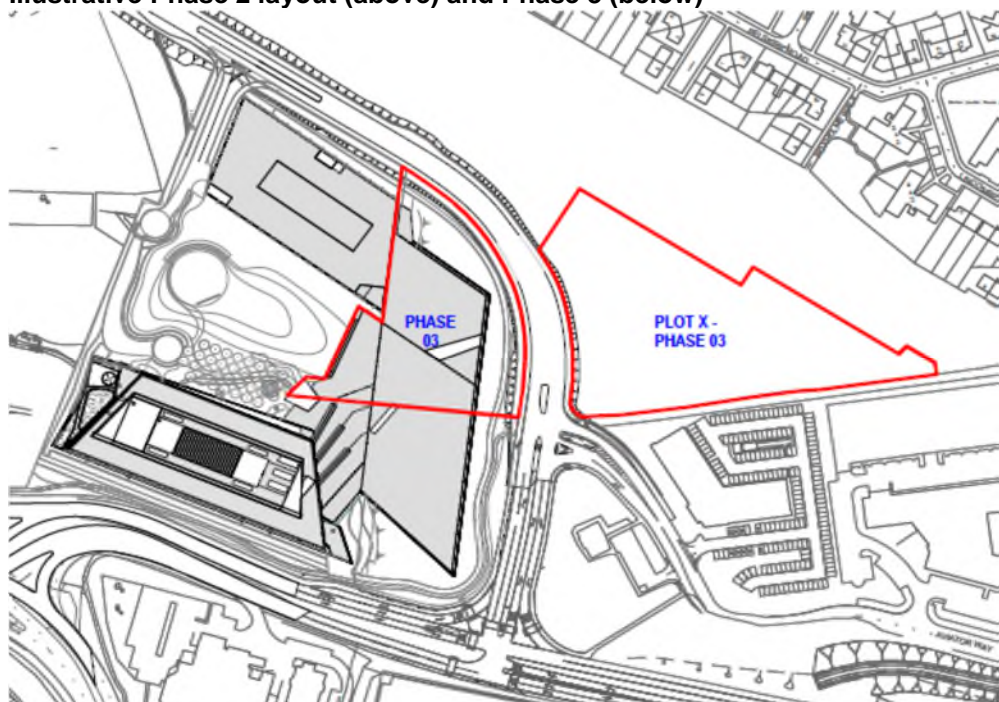 Illustrative Phase 2 layout (above) and Phase 3 (below)
PHASE
03
PLOT X -
PHASE 03
AVIATOR WAY